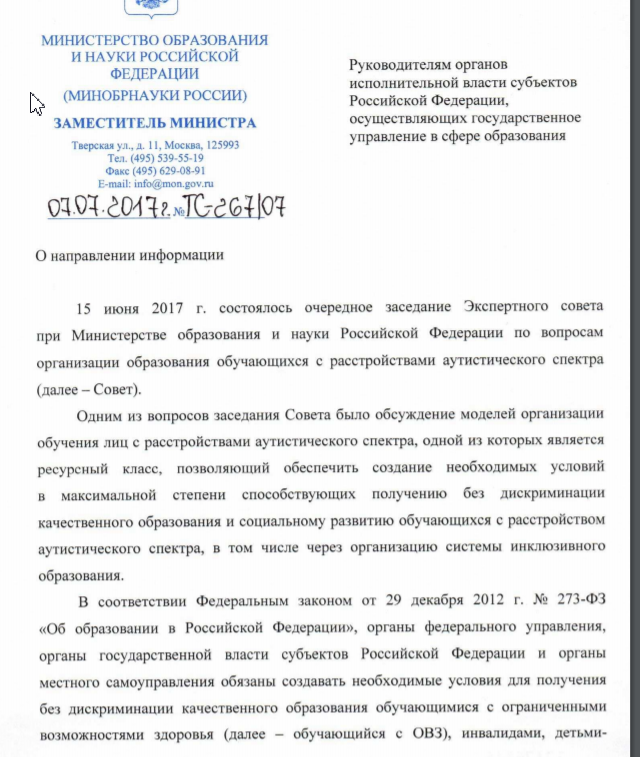 МИНИСТЕРСТВО ОБРАЗОВАНИЯ
И НАУКИ РОССИЙСКОЙ
ФЕДЕРАЦИИ
(МИНОБРНАУКИ РОССИИ)
ЗАМЕСТИТЕЛЬ МИНИСТРА
Тверская ул., д. 11, Москва, 125993
Тел. (495) 539-55-19
Факс (495) 629-08-91
E-mail: info@mon.gov.ru
07.07.2017г. № ТС-267/07
Руководителям органов
исполнительной власти субъектов
Российской Федерации,
осуществляющих государственное
управление в сфере образования
О направлении информации
15 июня 2017 г. состоялось очередное заседание Экспертного совета
при Министерстве образования и науки Российской Федерации по вопросам
организации образования обучающихся с расстройствами аутистического спектра
(далее – Совет).
Одним из вопросов заседания Совета было обсуждение моделей организации
обучения лиц с расстройствами аутистического спектра, одной из которых является
ресурсный класс, позволяющий обеспечить создание необходимых условий
в максимальной степени способствующих получению без дискриминации
качественного образования и социальному развитию обучающихся с расстройством
аутистического спектра, в том числе через организацию системы инклюзивного
образования.
В соответствии Федеральным законом от 29 декабря 2012 г. № 273-ФЗ
«Об образовании в Российской Федерации», органы федерального управления,
органы государственной власти субъектов Российской Федерации и органы
местного самоуправления обязаны создавать необходимые условия для получения
без дискриминации качественного образования обучающимися с ограниченными
возможностями здоровья (далее – обучающийся с ОВЗ), инвалидами, детьми-